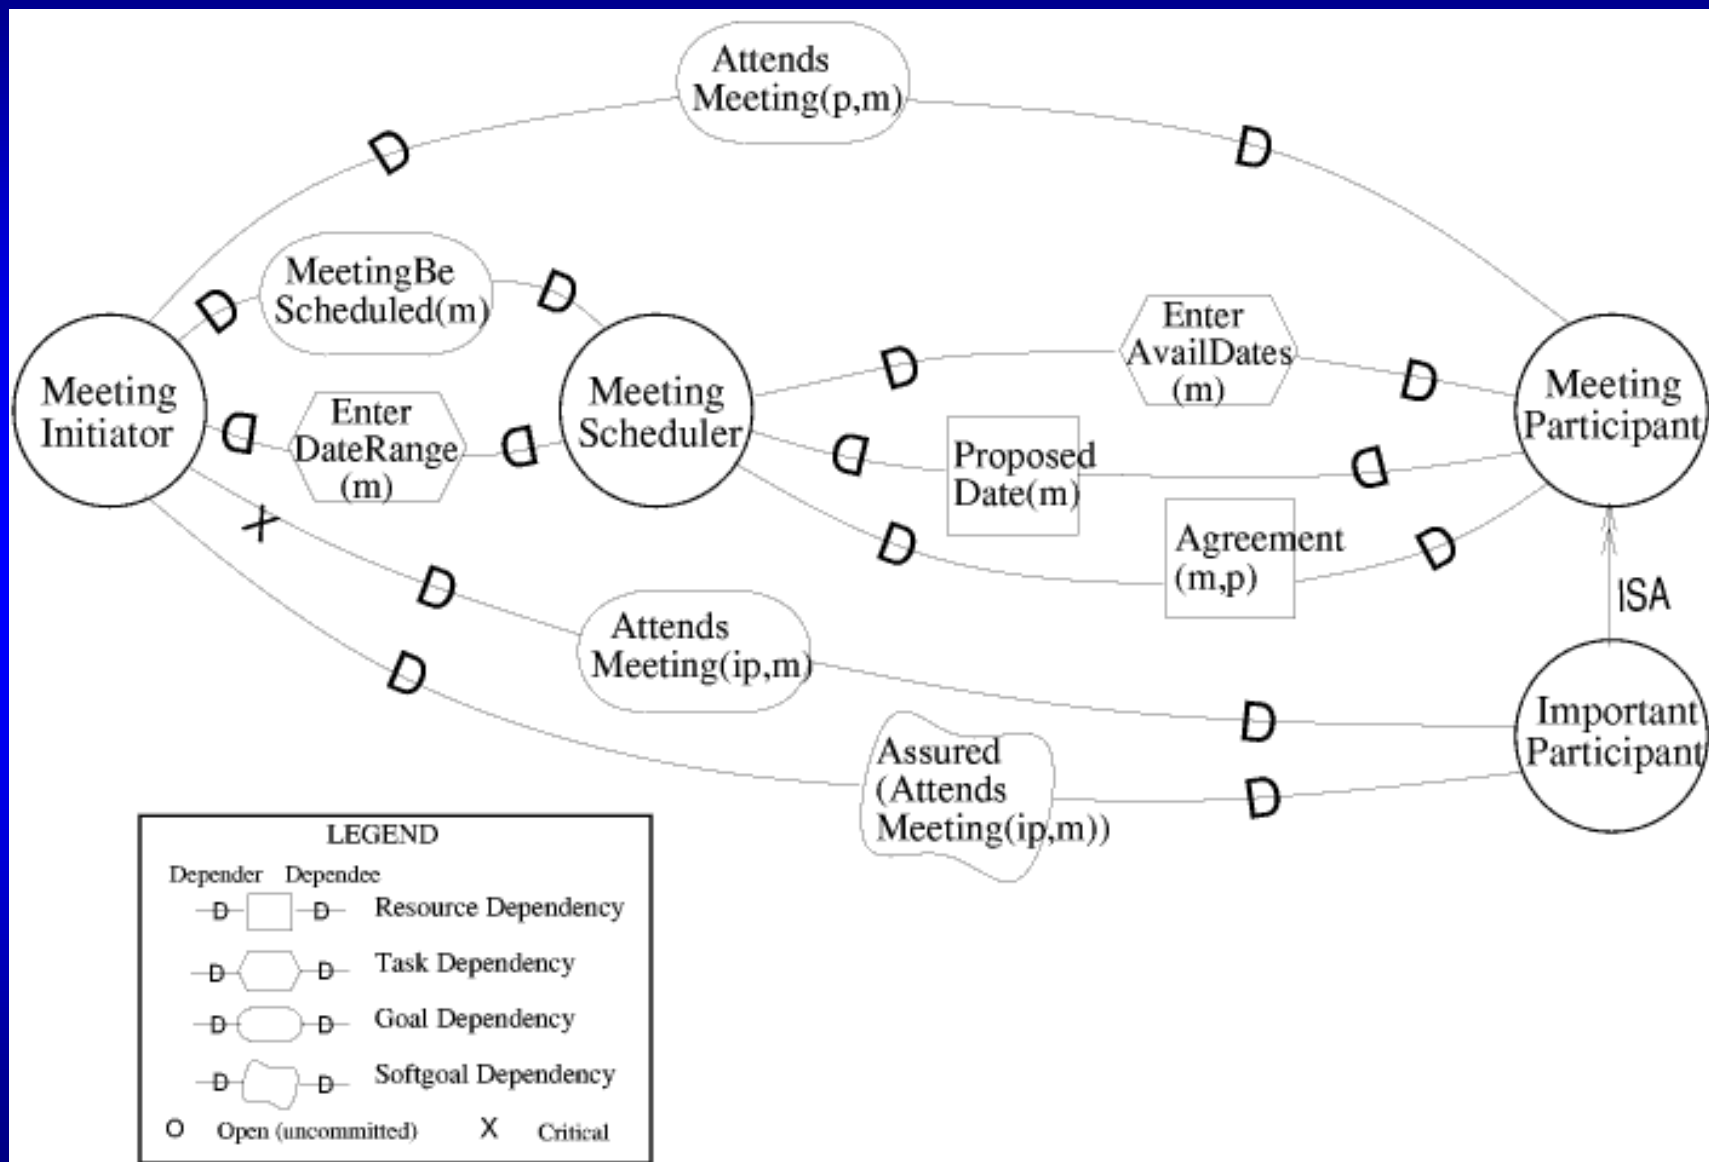 Attends
Meeting(p,m)
D
D
MeetingBe
Scheduled(m)
D
D
Meeting
Initiator
Enter
DateRange
(m)
D
D
Meeting
Scheduler
Enter
AvailDates
(m)
D
D
Meeting
Participant
Proposed
Date(m)
D
D
Agreement
(m,p)
D
D
X
D
Attends
Meeting(ip,m)
D
ISA
Important
Participant
D
Assured
(Attends
Meeting(ip,m))
D
LEGEND
Depender Dependee
D D Resource Dependency
D D Task Dependency
D D Goal Dependency
D D Softgoal Dependency
O Open (uncommitted) X Critical